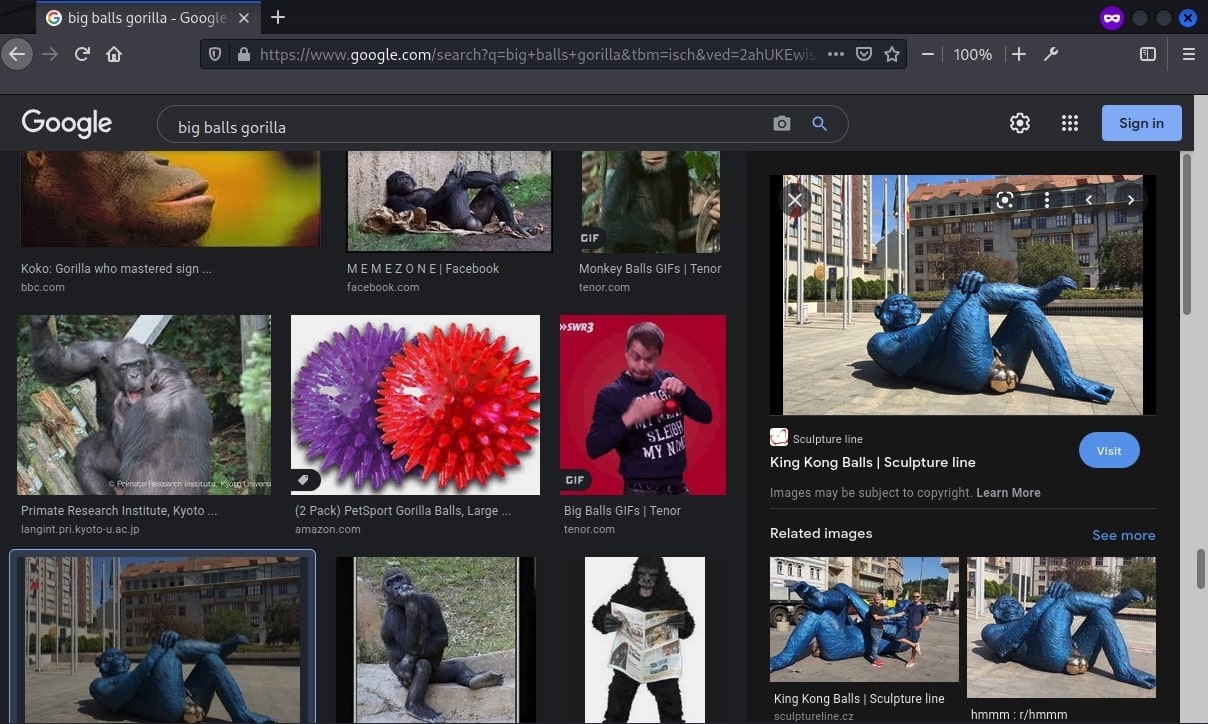 big balls gorilla - Google
https://www.google.com/search?q=big+balls+gorilla&tbm=isch&ved=2ahUKEwis
100%
Google
big balls gorilla
Sign in
GIF
Koko: Gorilla who mastered sign ...
bbc.com
M E M E Z O N E | Facebook
facebook.com
Monkey Balls GIFs | Tenor
tenor.com
© Primate Research Institute, Kyoto Univers
»SWR3
MY NAM
SLEIGH
MY NA
GIF
Primate Research Institute, Kyoto ...
langint.pri.kyoto-u.ac.jp
(2 Pack) PetSport Gorilla Balls, Large ...
amazon.com
Big Balls GIFs | Tenor
tenor.com
Sculpture line
King Kong Balls | Sculpture line
Visit
Images may be subject to copyright. Learn More
Related images
See more
King Kong Balls | Sculpture line
sculptureline.cz
hmmm : r/hmmm